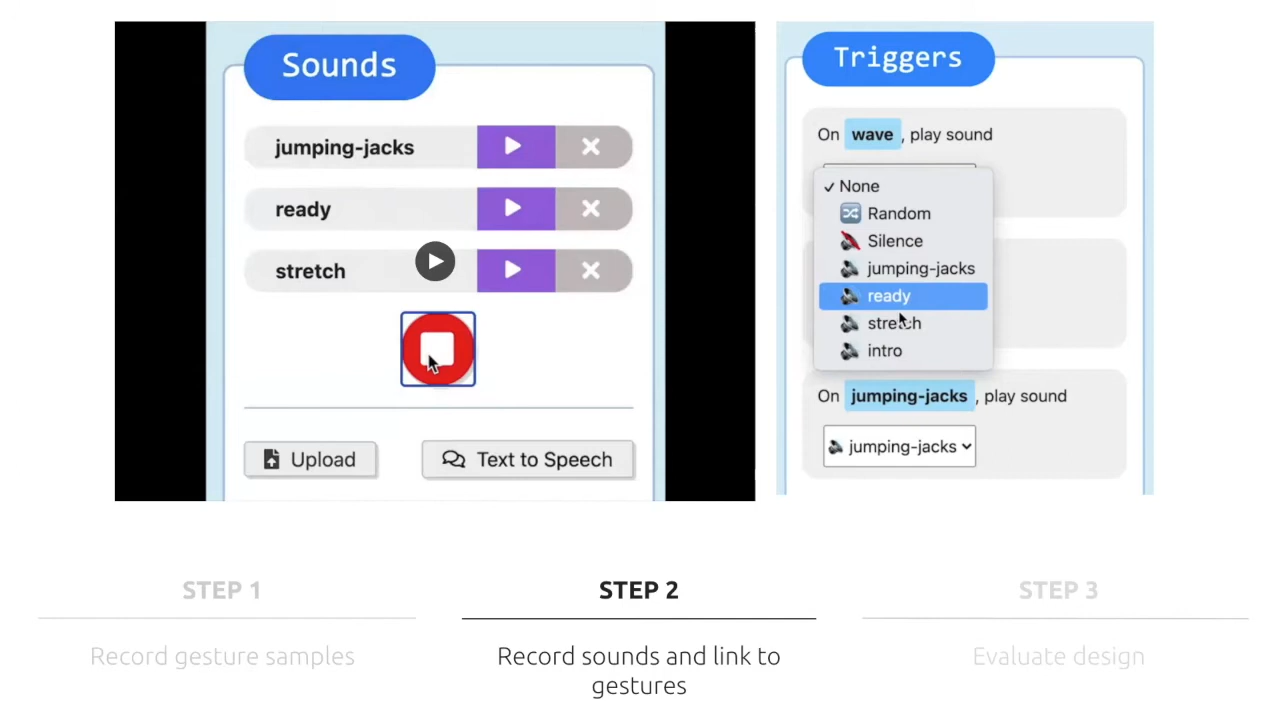 Sounds
jumping-jacks
ready
stretch
Upload
Text to Speech
Triggers
On wave, play sound
None
Random
Silence
jumping-jacks
ready
stretch
intro
On jumping-jacks, play sound
jumping-jacks
STEP 1
Record gesture samples
STEP 2
Record sounds and link to
gestures
STEP 3
Evaluate design